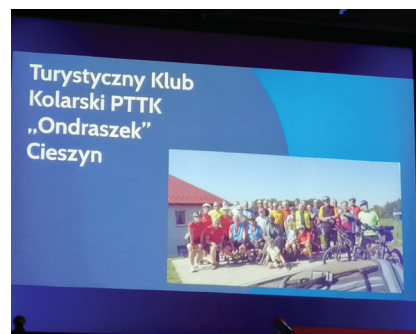 Turystyczny Klub
Kolarski PTTK
„Ondraszek”
Cieszyn